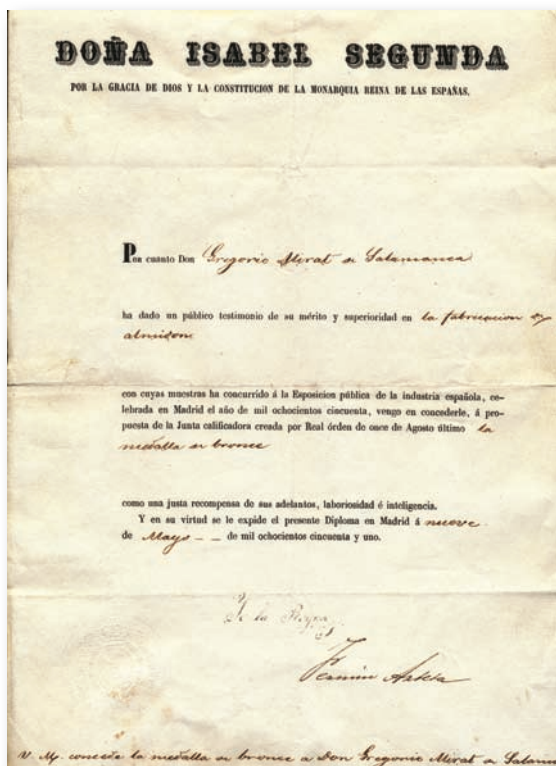 DOÑA ISABEL SEGUNDA
POR LA GRACIA DE DIOS Y LA CONSTITUCION DE LA MONARQUIA REINA DE LAS ESPAÑAS,
Por cuanto Don Gregorio Mirat de Salamanca
ha dado un público testimonio de su mérito y superioridad en la fabricacion de
almidon
con cuyas muestras ha concurrido á la Esposicion pública de la industria española, ce-
lebrada en Madrid el año de mil ochocientos cincuenta, vengo en concederle, á pro-
puesta de la Junta calificadora creada por Real órden de once de Agosto último la
medalla de bronce
como una justa recompensa de sus adelantos, laboriosidad é inteligencia.
Y en su virtud se le expide el presente Diploma en Madrid á nueve
de Mayo - - de mil ochocientos cincuenta y uno.
Yo la Reyna
Fermin Arteta
V. M. concede la medalla de bronce a Don Gregorio Mirat de Salam